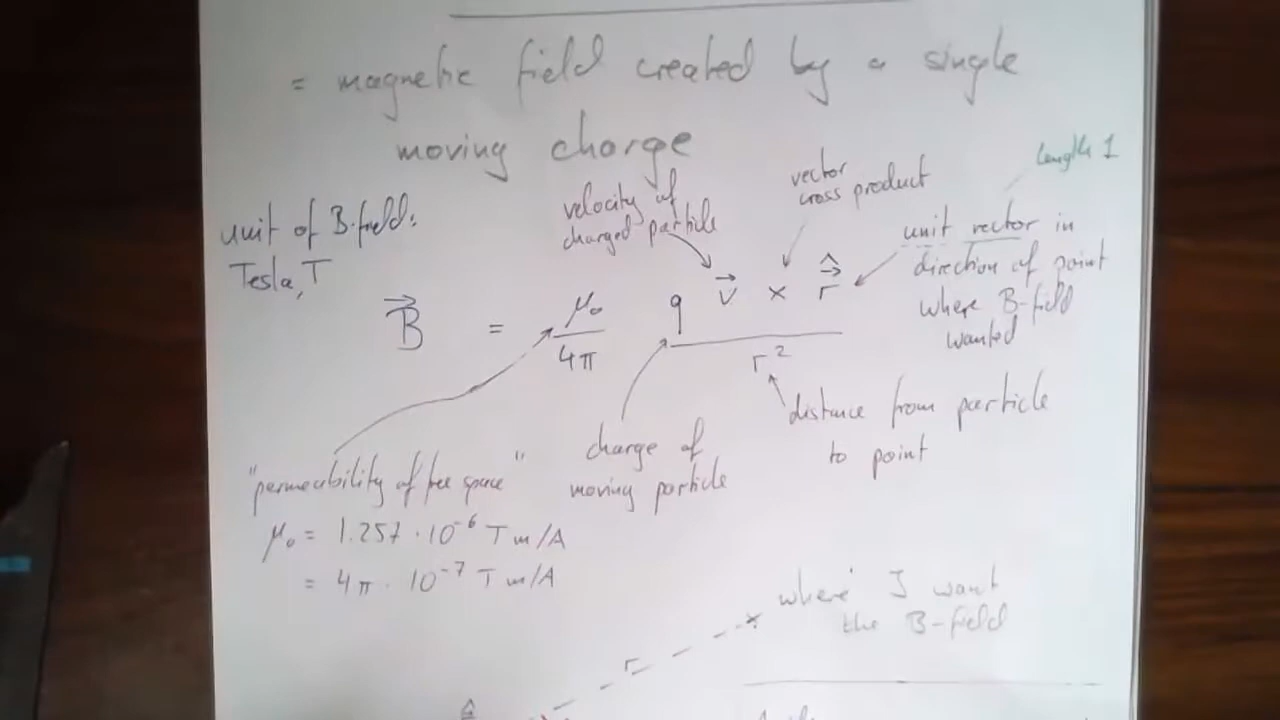 = magnetic field created by a single
moving charge
length 1
vector
cross product
velocity of
charged particle
unit of B-field:
Tesla, T
unit vector in
direction of point
where B-field
wanted
B⃗ = μ₀/4π q v⃗ × r⃗̂ / r²
distance from particle
to point
charge of
moving particle
"permeability of free space"
μ₀ = 1.257 · 10⁻⁶ T m/A
= 4π · 10⁻⁷ T m/A
where I want
the B-field
r